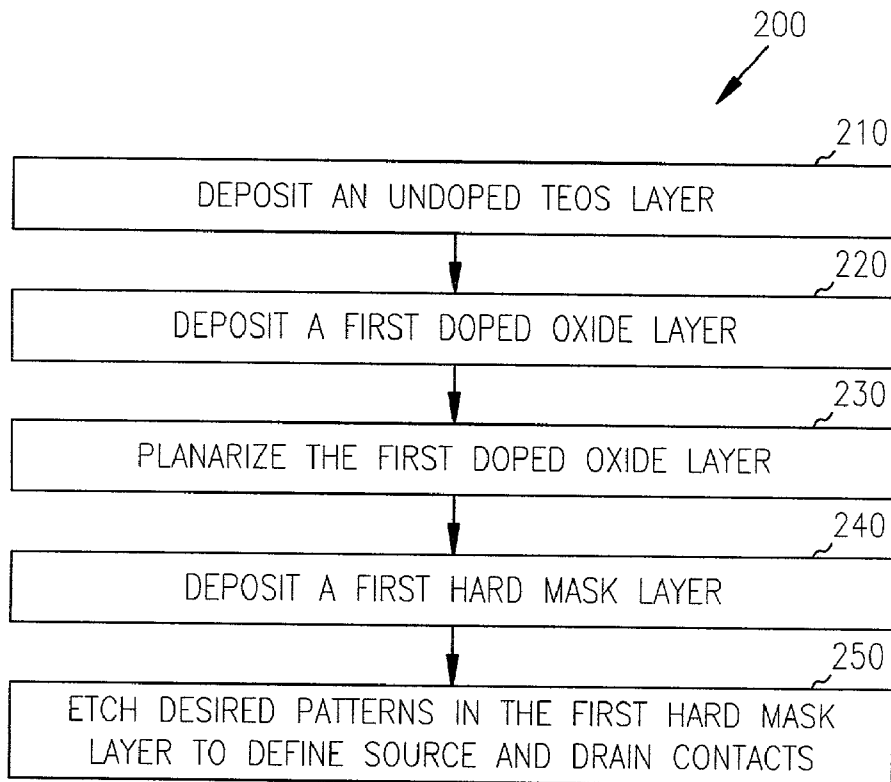 200
210
DEPOSIT AN UNDOPED TEOS LAYER
220
DEPOSIT A FIRST DOPED OXIDE LAYER
230
PLANARIZE THE FIRST DOPED OXIDE LAYER
240
DEPOSIT A FIRST HARD MASK LAYER
250
ETCH DESIRED PATTERNS IN THE FIRST HARD MASK
LAYER TO DEFINE SOURCE AND DRAIN CONTACTS